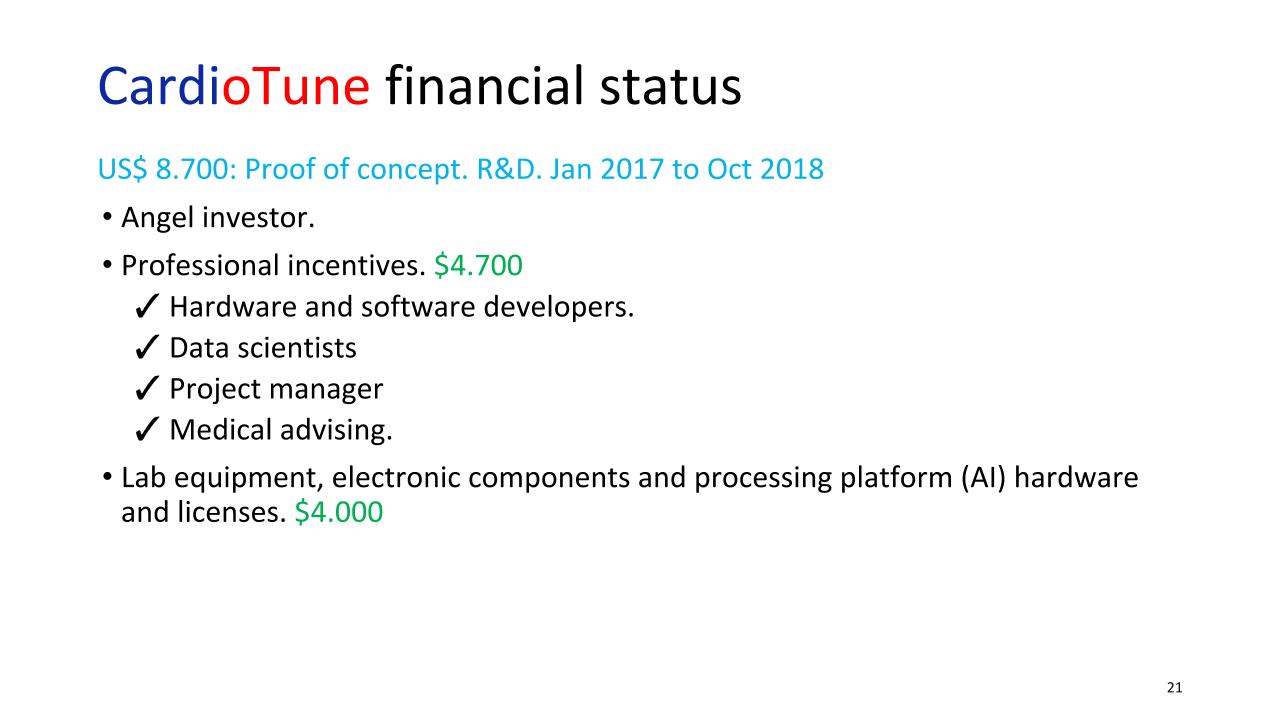 CardioTune financial status
US$ 8.700: Proof of concept. R&D. Jan 2017 to Oct 2018
• Angel investor.
• Professional incentives. $4.700
✓ Hardware and software developers.
✓ Data scientists
✓ Project manager
✓ Medical advising.
• Lab equipment, electronic components and processing platform (AI) hardware
and licenses. $4.000
21